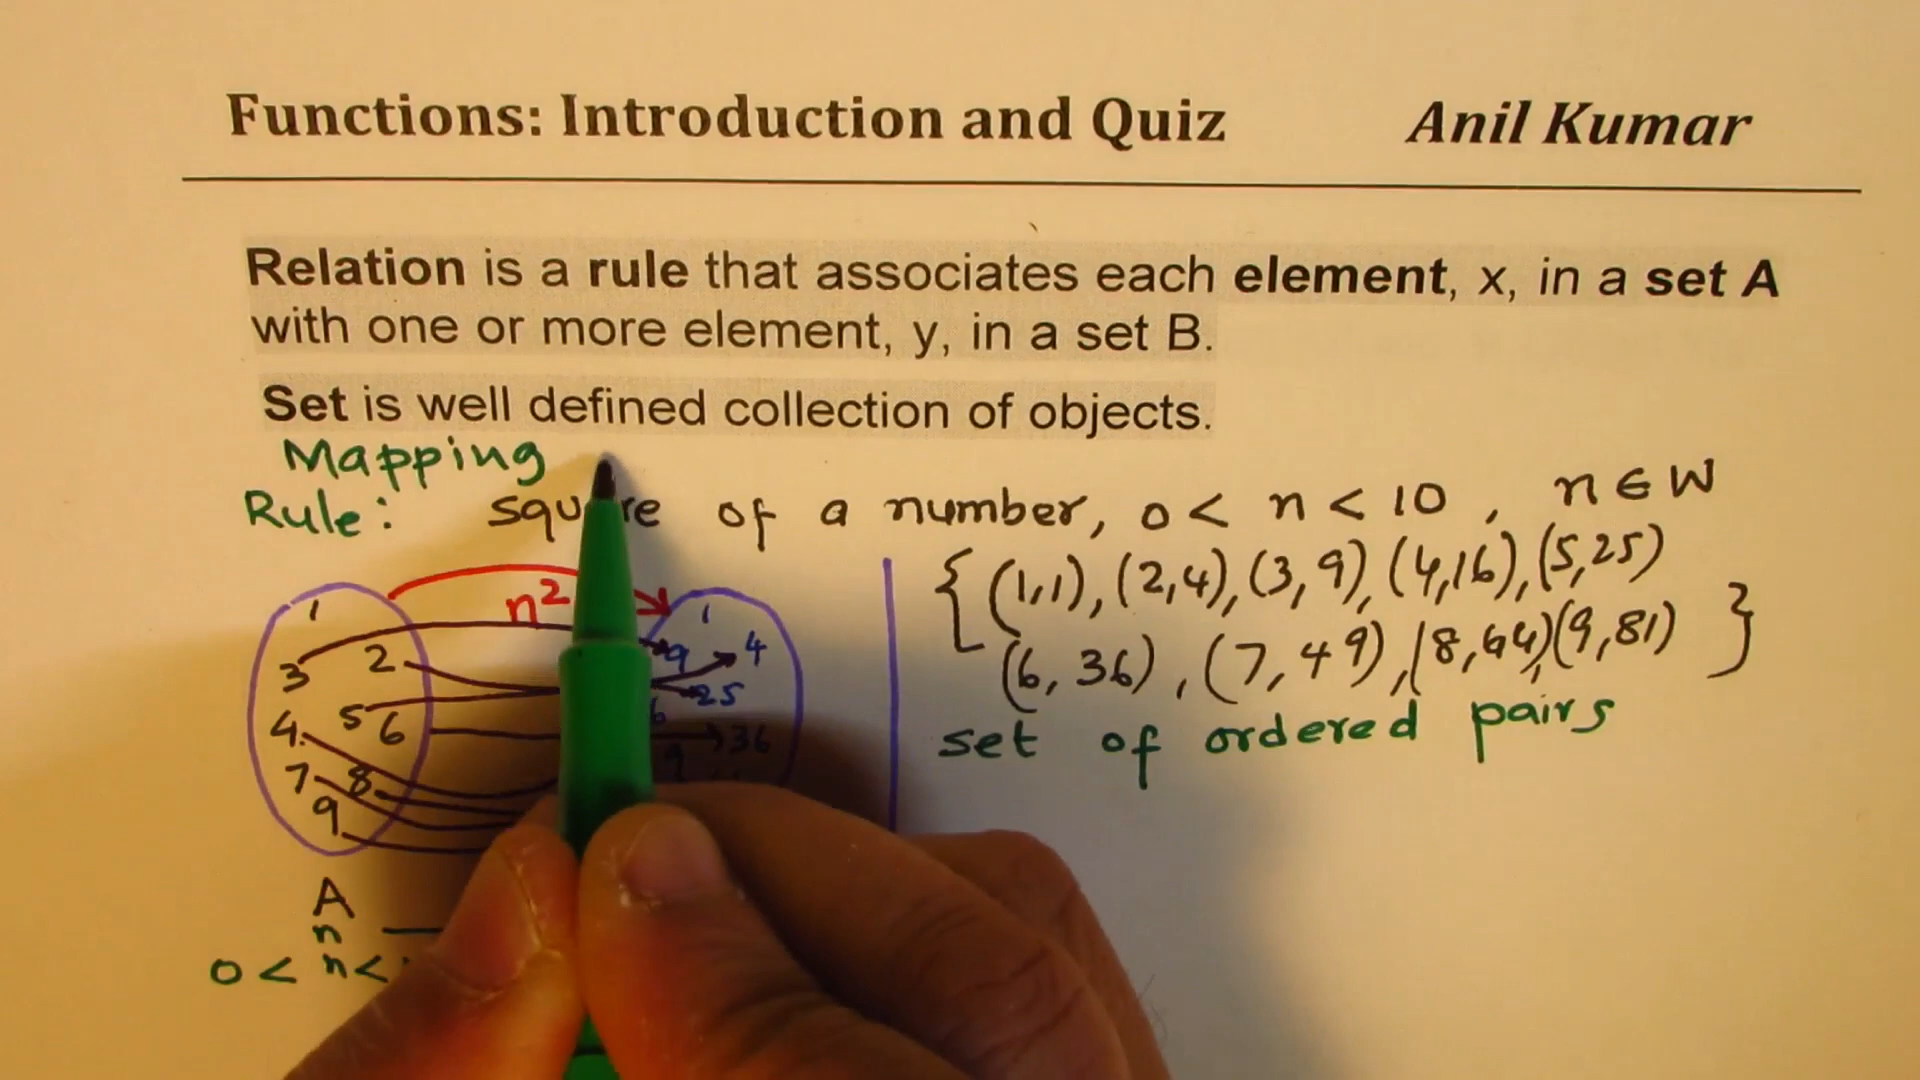 Functions: Introduction and Quiz Anil Kumar
Relation is a rule that associates each element, x, in a set A
with one or more element, y, in a set B.
Set is well defined collection of objects.
Mapping
Rule: square of a number, 0 < n < 10 , n ∈ W
{ (1,1), (2,4), (3,9), (4,16), (5,25)
(6,36), (7,49), (8,64), (9,81) }
set of ordered pairs
n²
1 1
3 2 9 4
5 25
4 6 36
7 8
9
A
n
0 < n <